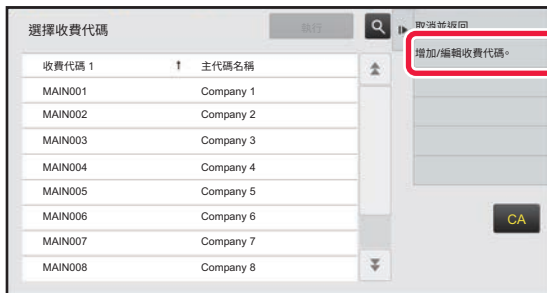 選擇收費代碼
執行
取消並返回
增加/編輯收費代碼。
收費代碼 1 ↑ 主代碼名稱
MAIN001 Company 1
MAIN002 Company 2
MAIN003 Company 3
MAIN004 Company 4
MAIN005 Company 5
MAIN006 Company 6
MAIN007 Company 7
MAIN008 Company 8
CA